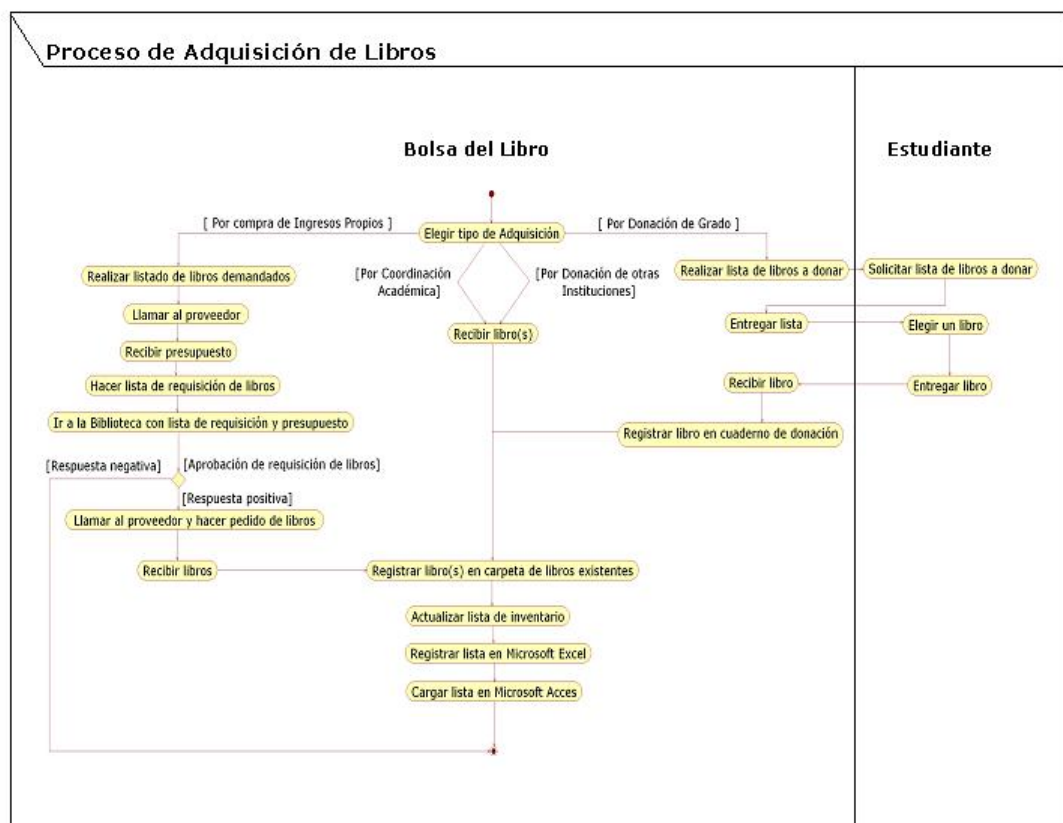 Proceso de Adquisición de Libros
Bolsa del Libro
Estudiante
[ Por compra de Ingresos Propios ]
Elegir tipo de Adquisición
[ Por Donación de Grado ]
Realizar listado de libros demandados
[Por Coordinación
Académica]
[Por Donación de otras
Instituciones]
Realizar lista de libros a donar
Solicitar lista de libros a donar
Llamar al proveedor
Recibir libro(s)
Entregar lista
Elegir un libro
Recibir presupuesto
Hacer lista de requisición de libros
Recibir libro
Entregar libro
Ir a la Biblioteca con lista de requisición y presupuesto
Registrar libro en cuaderno de donación
[Respuesta negativa]
[Aprobación de requisición de libros]
[Respuesta positiva]
Llamar al proveedor y hacer pedido de libros
Recibir libros
Registrar libro(s) en carpeta de libros existentes
Actualizar lista de inventario
Registrar lista en Microsoft Excel
Cargar lista en Microsoft Acces